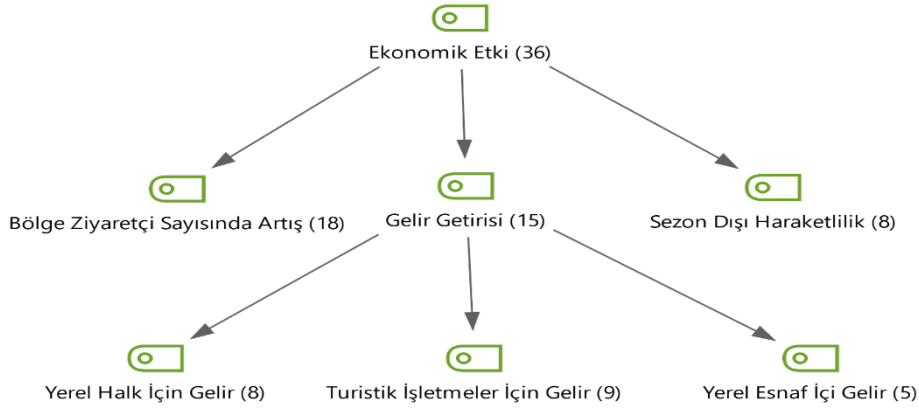 Ekonomik Etki (36)
Bölge Ziyaretçi Sayısında Artış (18)
Gelir Getirisi (15)
Sezon Dışı Haraketlilik (8)
Yerel Halk İçin Gelir (8)
Turistik İşletmeler İçin Gelir (9)
Yerel Esnaf İçi Gelir (5)